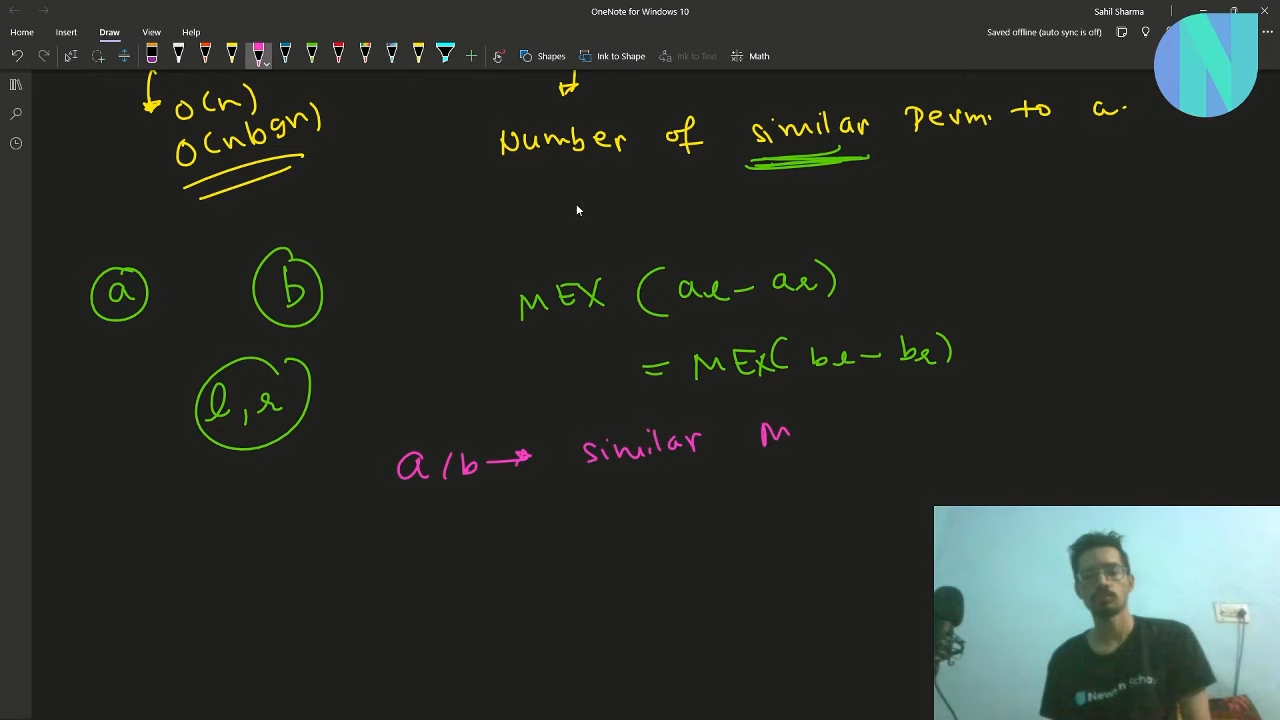 OneNote for Windows 10
Sahil Sharma
Home Insert Draw View Help
Saved offline (auto sync is off)
Shapes Ink to Shape Ink to Text Math
O(n)
O(nlogn)
Number of similar perm. to a.
a b MEX (al - ar)
= MEX( bl - br)
l, r
a/b → similar M
N